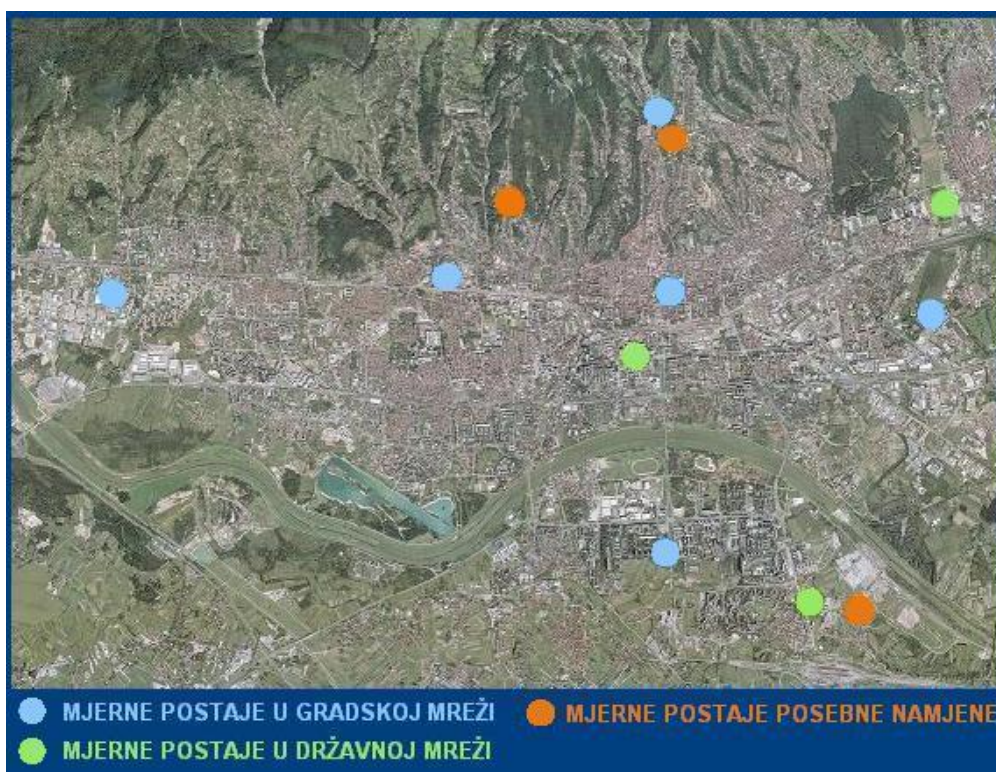 MJERNE POSTAJE U GRADSKOJ MREŽI
MJERNE POSTAJE POSEBNE NAMJENE
MJERNE POSTAJE U DRŽAVNOJ MREŽI